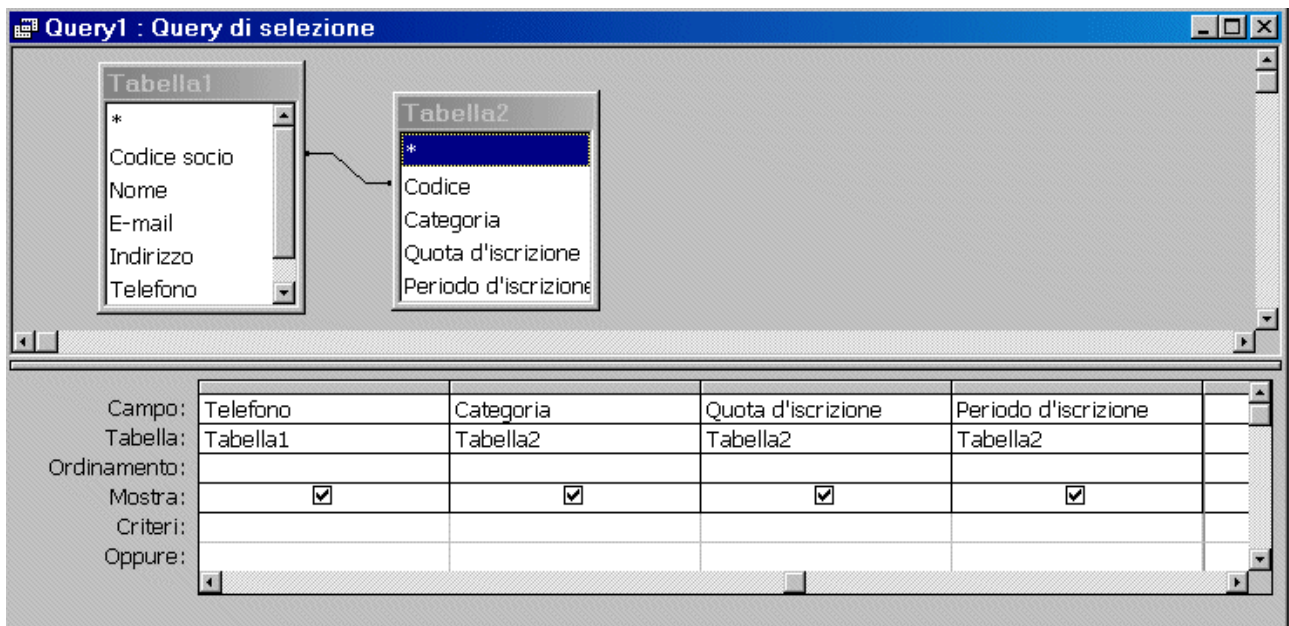 Query1 : Query di selezione
Tabella1
*
Codice socio
Nome
E-mail
Indirizzo
Telefono
Tabella2
*
Codice
Categoria
Quota d'iscrizione
Periodo d'iscrizione
Campo: Telefono Categoria Quota d'iscrizione Periodo d'iscrizione
Tabella: Tabella1 Tabella2 Tabella2 Tabella2
Ordinamento:
Mostra:
Criteri:
Oppure: